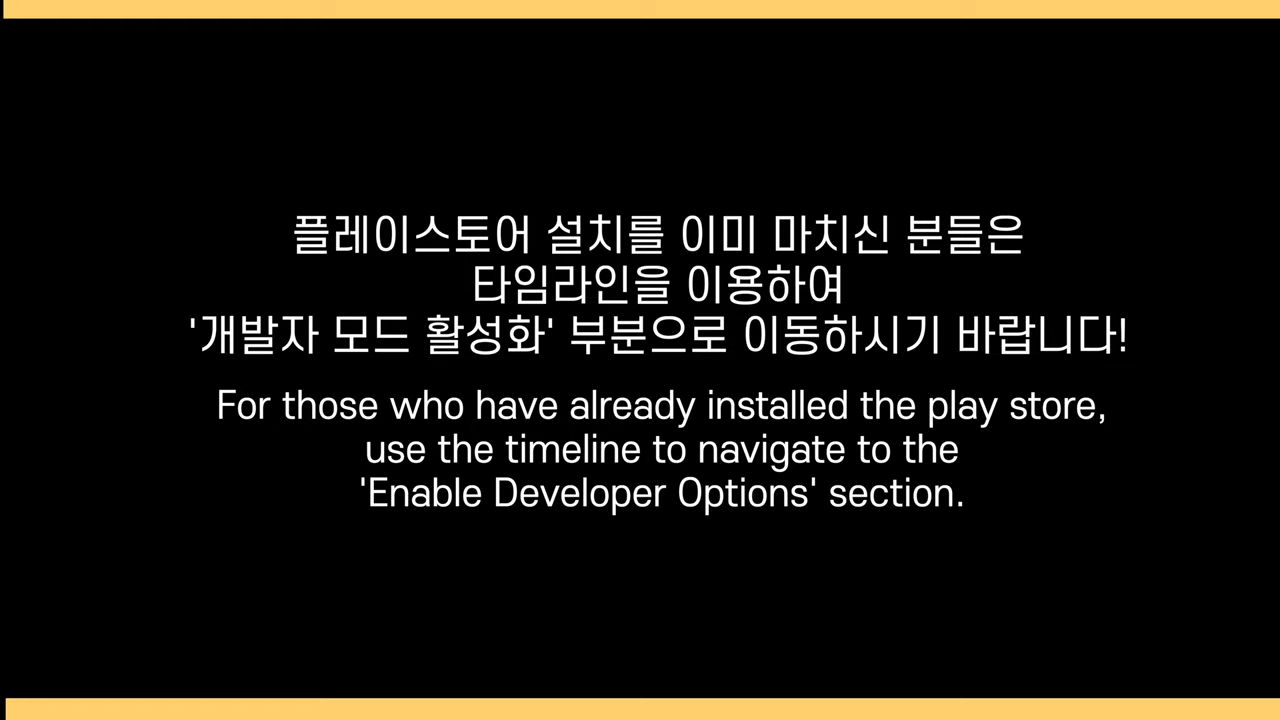 플레이스토어 설치를 이미 마치신 분들은
타임라인을 이용하여
'개발자 모드 활성화' 부분으로 이동하시기 바랍니다!
For those who have already installed the play store,
use the timeline to navigate to the
'Enable Developer Options' section.